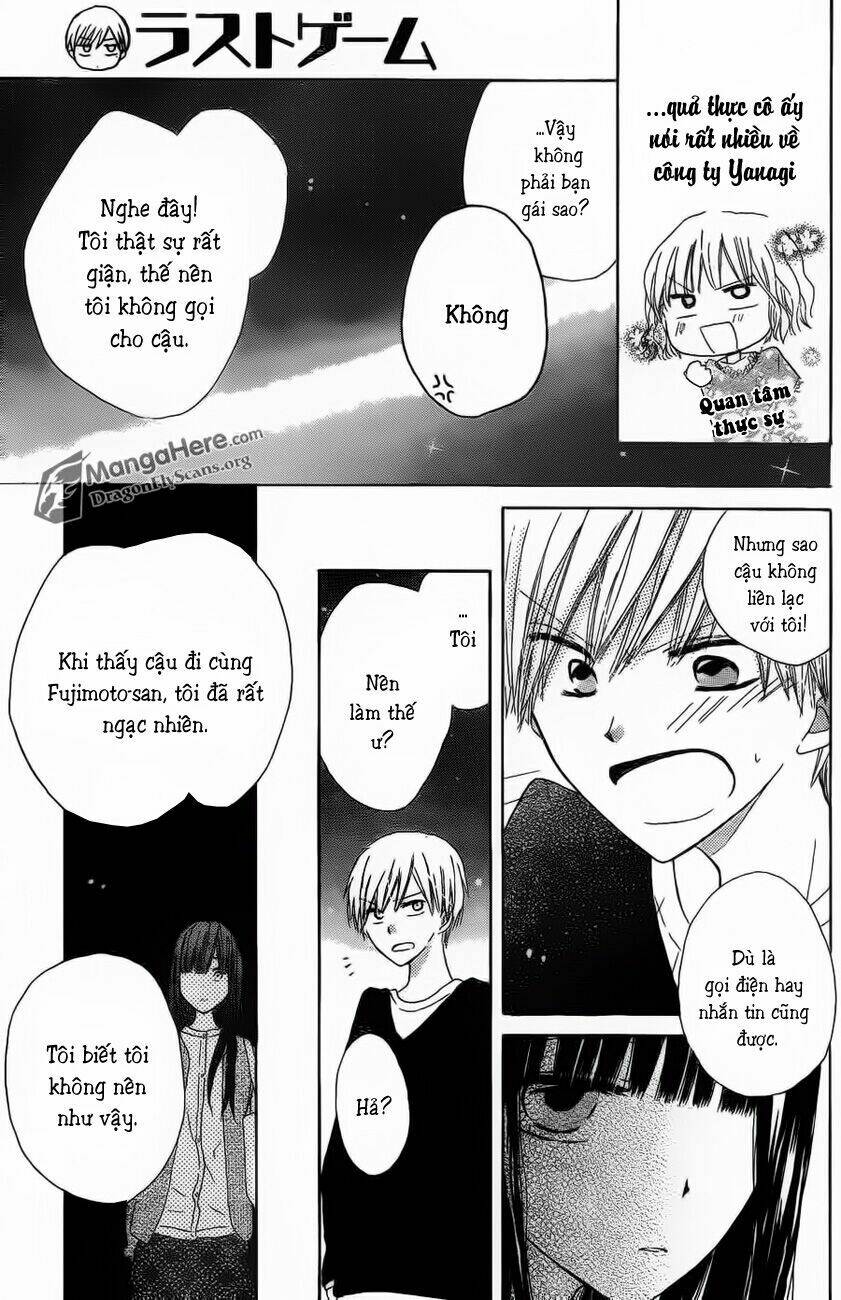 ラストゲーム
...quả thực cô ấy
nói rất nhiều về
công ty Yanagi
Quan tâm
thực sự
...Vậy
không
phải bạn
gái sao?
Không
Nghe đây!
Tôi thật sự rất
giận, thế nên
tôi không gọi
cho cậu.
MangaHere.com
DragonFlyScans.org
Nhưng sao
cậu không
liên lạc
với tôi!
Dù là
gọi điện hay
nhắn tin cũng
được.
...
Tôi
Nên
làm thế
ư?
Hả?
Khi thấy cậu đi cùng
Fujimoto-san, tôi đã rất
ngạc nhiên.
Tôi biết tôi
không nên
như vậy.